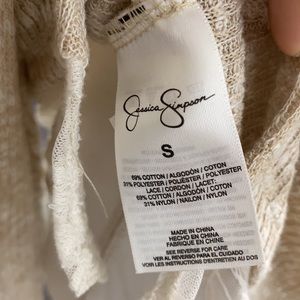 Jessica Simpson
S
69% COTTON / ALGODÓN / COTON
31% POLYESTER / POLIÉSTER / POLYESTER
LACE / CORDON / LACET:
69% COTTON / ALGODÓN / COTON
31% NYLON / NAILON / NYLON
MADE IN CHINA
HECHO EN CHINA
FABRIQUE EN CHINE
SEE REVERSE FOR CARE
VER REVERSO PARA EL CUIDADO
VOIR LES INSTRUCTIONS D'ENTRETIEN AU DOS